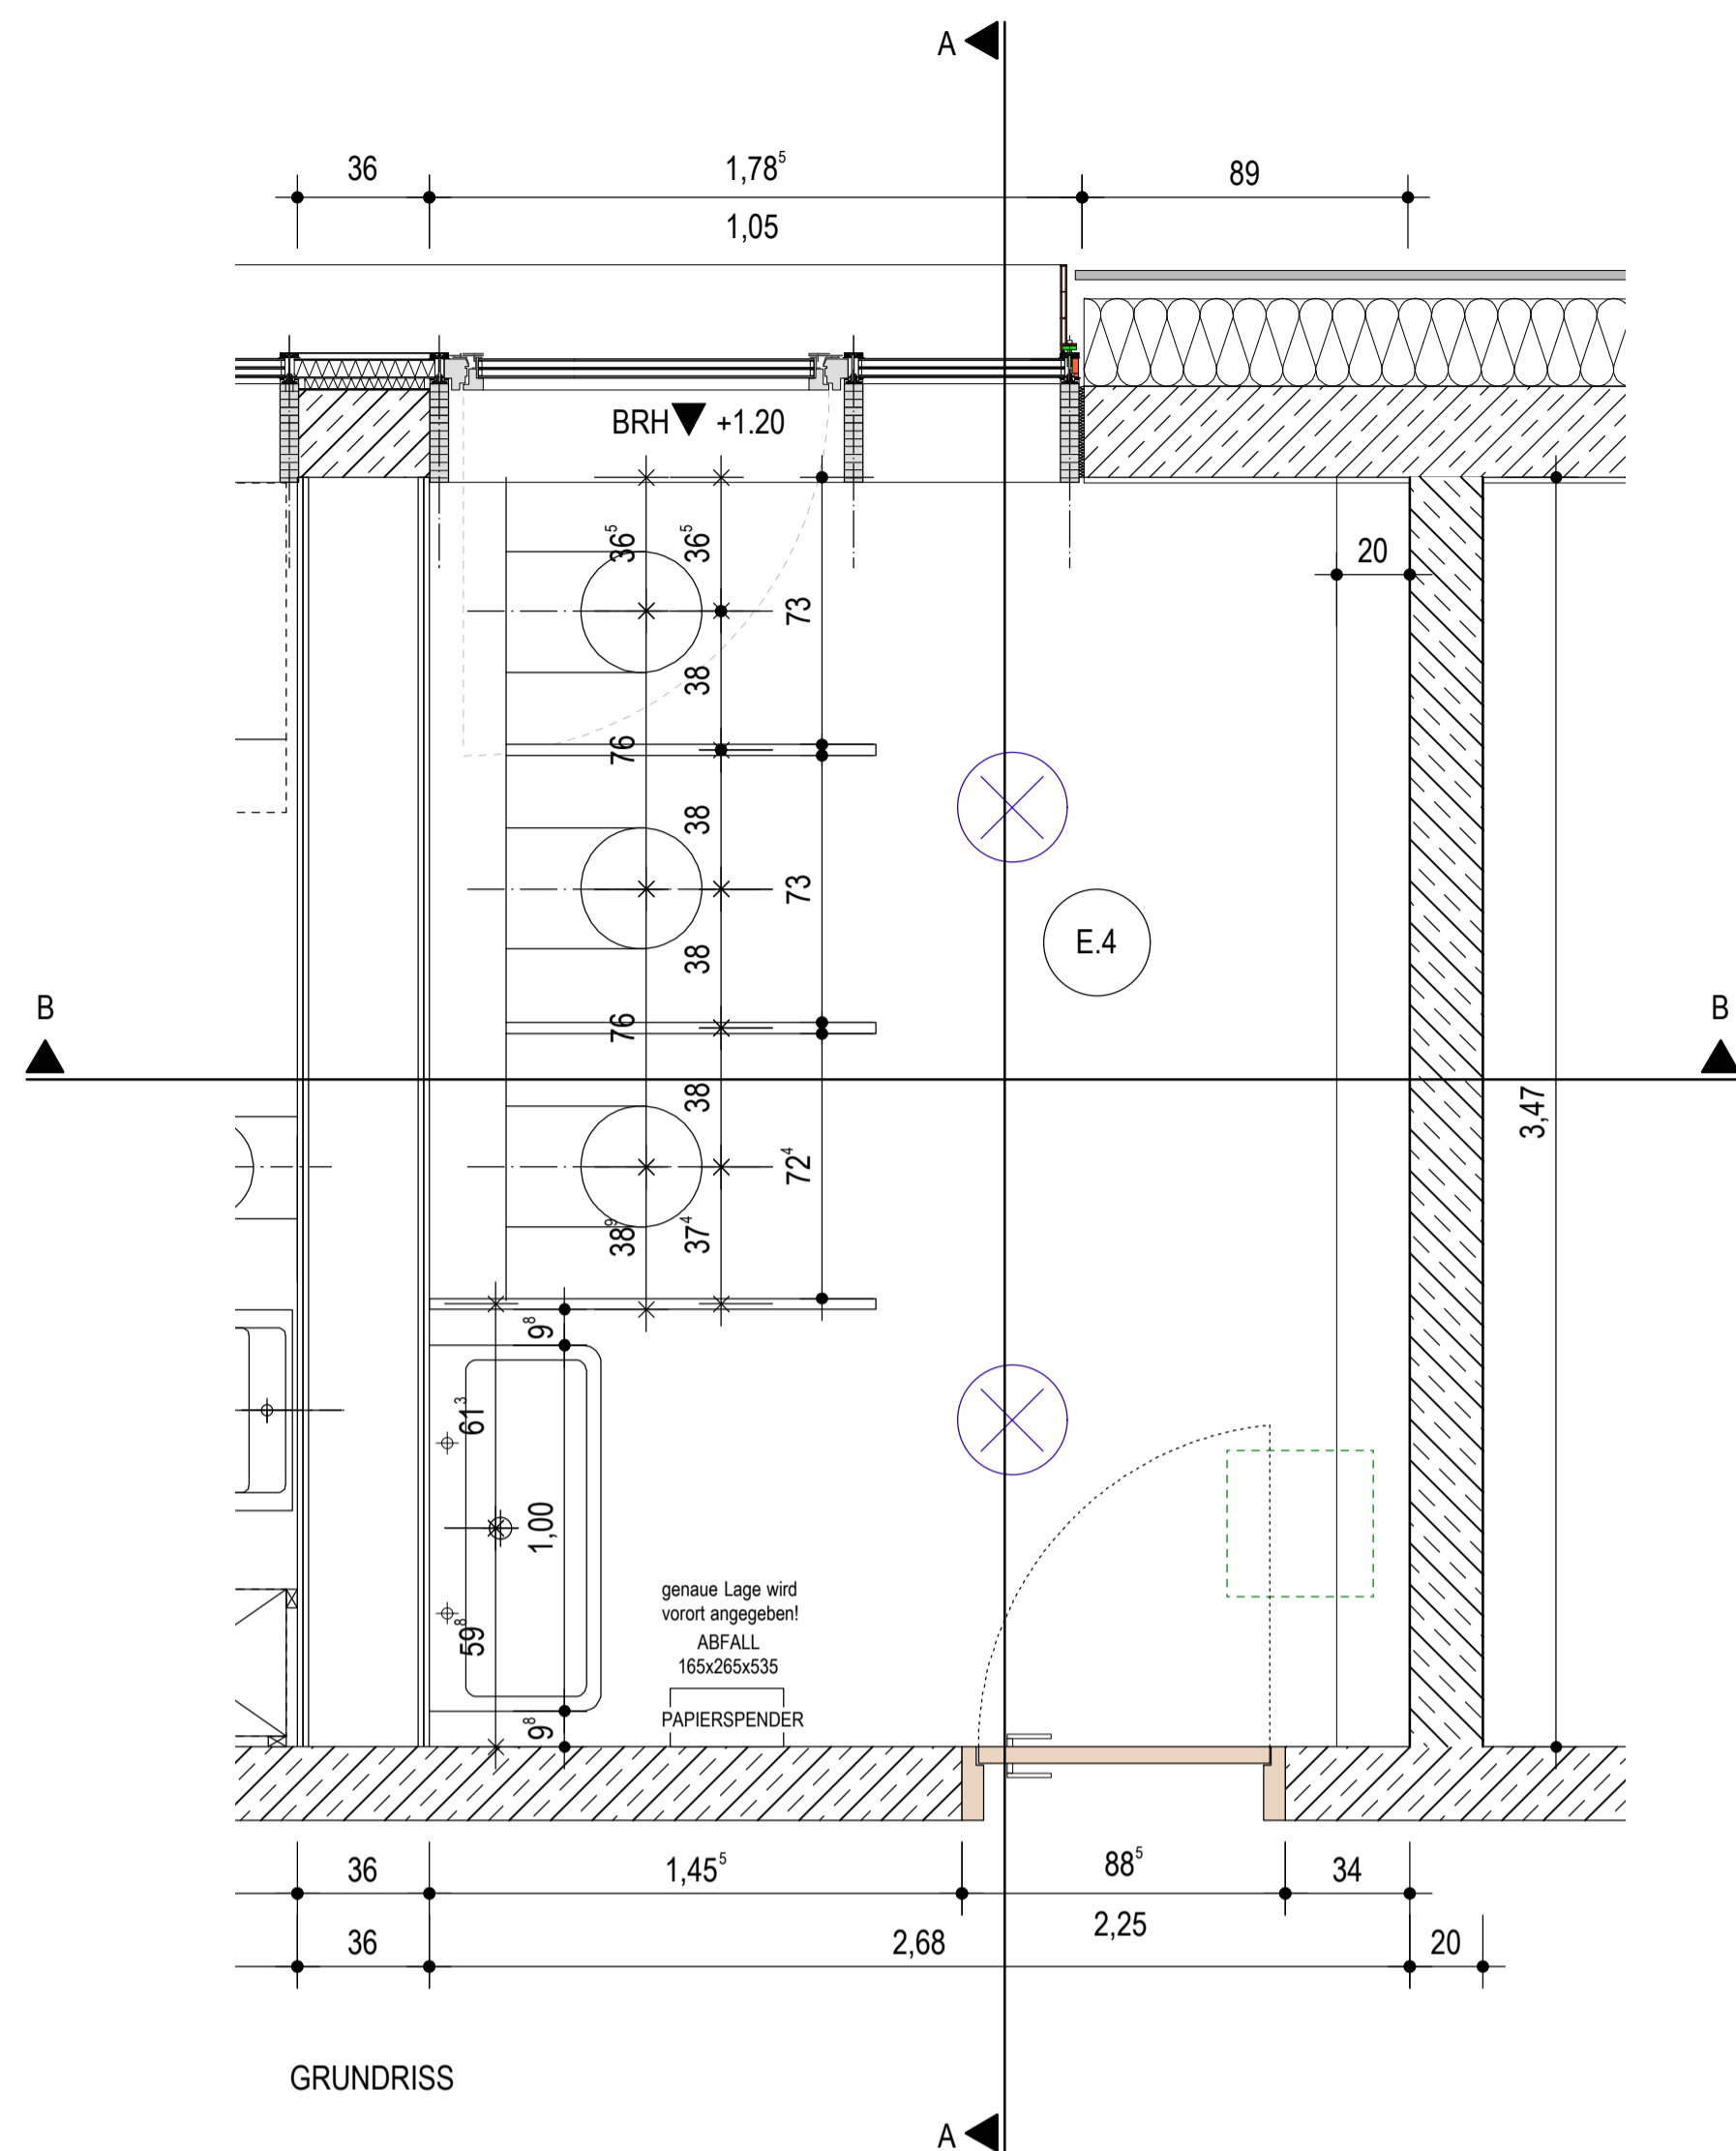 A
36
1,78⁵
89
1,05
BRH
+1.20
36⁵
36⁵
20
73
38
76
38
73
E.4
38
B
B
76
38
3,47
72⁴
38⁹
37⁴
9⁸
61³
1,00
genaue Lage wird
vorort angegeben!
59⁸
ABFALL
165x265x535
PAPIERSPENDER
9⁸
36
1,45⁵
88⁵
34
2,25
36
2,68
20
GRUNDRISS
A